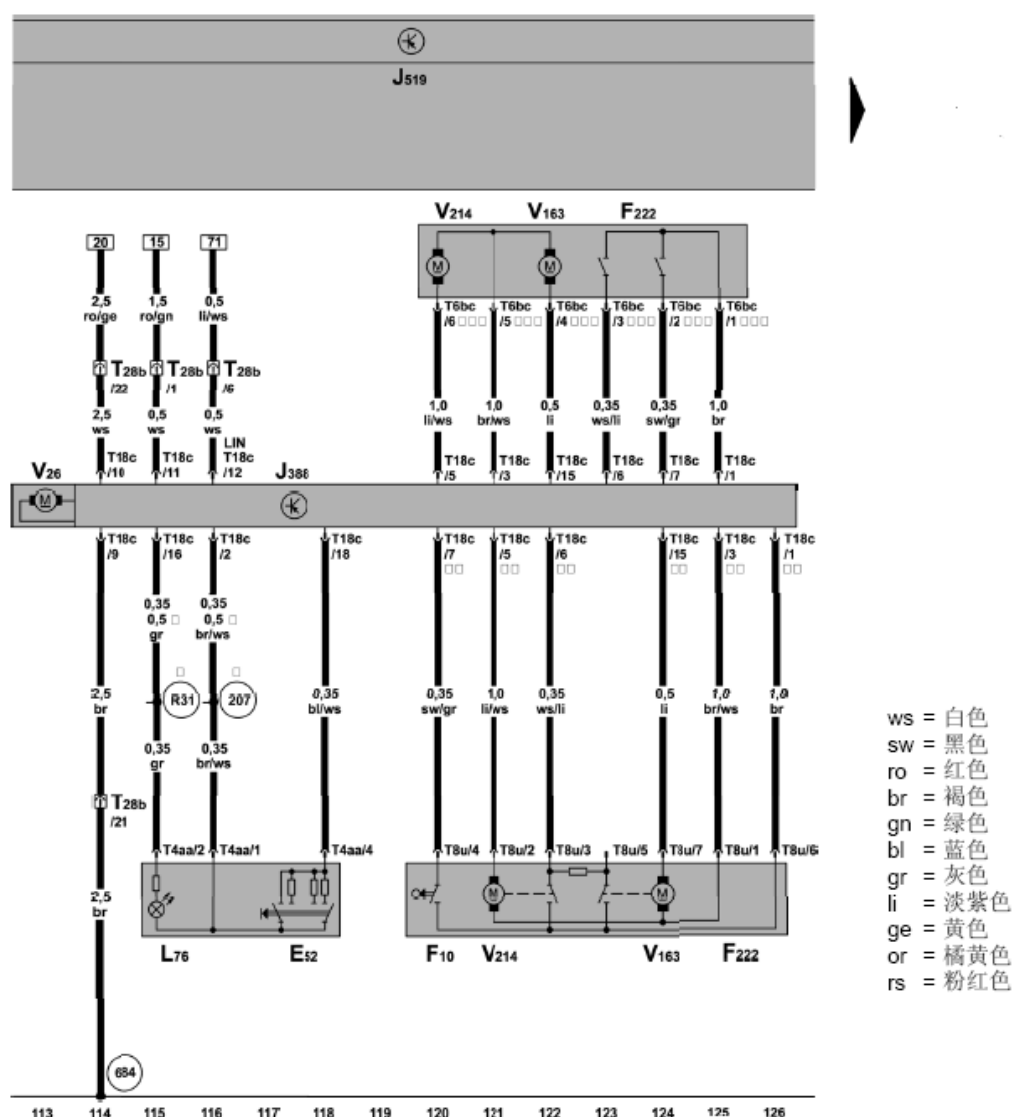 J519
V214 V163 F222
20 15 71
2,5 1,5 0,5
ro/ge ro/gn li/ws
T6bc T6bc T6bc T6bc T6bc T6bc
/6 □□□ /5 □□□ /4 □□□ /3 □□□ /2 □□□ /1 □□□
T28b T28b T28b
/22 /1 /6
1,0 1,0 0,5 0,35 0,35 1,0
li/ws br/ws li ws/li sw/gr br
2,5 0,5 0,5
ws ws ws
LIN
T18c T18c T18c T18c T18c T18c T18c T18c T18c
/10 /11 /12 /5 /3 /15 /6 /7 /1
V26 J388
T18c T18c T18c T18c T18c T18c T18c T18c T18c T18c
/9 /16 /2 /18 /7 /5 /6 /15 /3 /1
□□ □□ □□ □□ □□ □□
0,35 0,35
0,5 □ 0,5 □
gr br/ws
□ □
R31 207
2,5 0,35 0,35 1,0 0,35 0,5 1,0 1,0
br bl/ws sw/gr li/ws ws/li li br/ws br
0,35 0,35
gr br/ws
T28b
/21
T4aa/2 T4aa/1 T4aa/4 T8u/4 T8u/2 T8u/3 T8u/5 T8u/7 T8u/1 T8u/6
2,5
br
L76 E52 F10 V214 V163 F222
684
113 114 115 116 117 118 119 120 121 122 123 124 125 126
ws = 白色
sw = 黑色
ro = 红色
br = 褐色
gn = 绿色
bl = 蓝色
gr = 灰色
li = 淡紫色
ge = 黄色
or = 橘黄色
rs = 粉红色